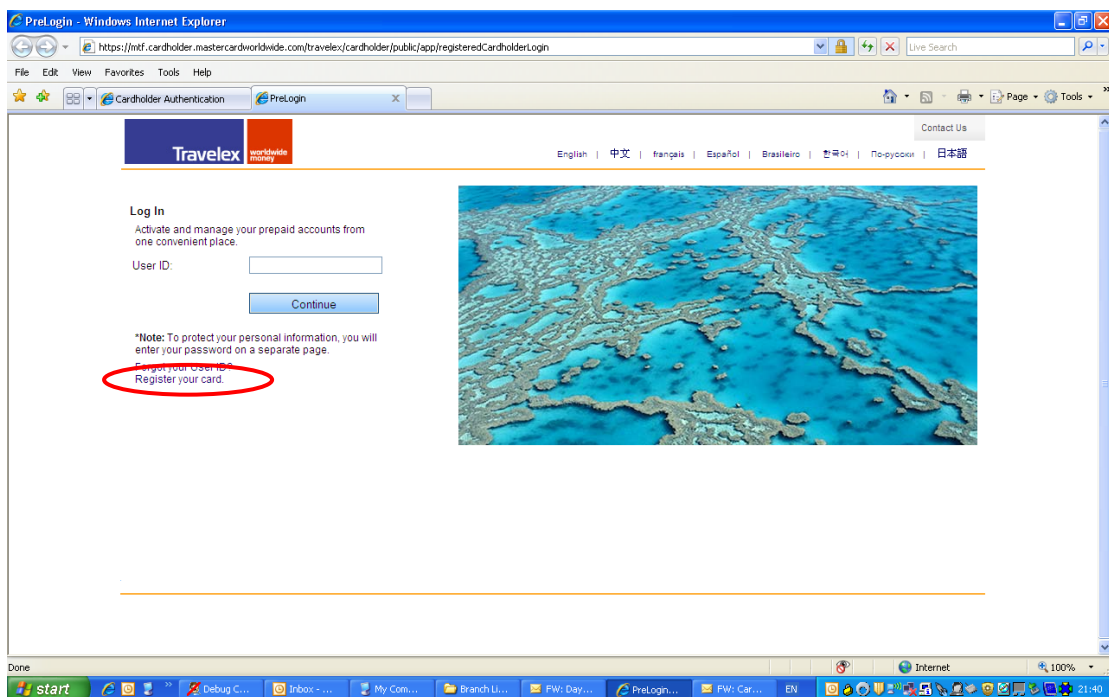 PreLogin - Windows Internet Explorer
https://mtf.cardholder.mastercardworldwide.com/travelex/cardholder/public/app/registeredCardholderLogin
Live Search
File Edit View Favorites Tools Help
Cardholder Authentication
PreLogin
Page
Tools
Contact Us
Travelex worldwide money
English | 中文 | français | Español | Brasileiro | 한국어 | По-русски | 日本語
Log In
Activate and manage your prepaid accounts from
one convenient place.
User ID:
Continue
*Note: To protect your personal information, you will
enter your password on a separate page.
Forgot your User ID?
Register your card.
Done
Internet
100%
start
Debug C...
Inbox - ...
My Com...
Branch Li...
FW: Day...
PreLogin...
FW: Car...
EN
21:40